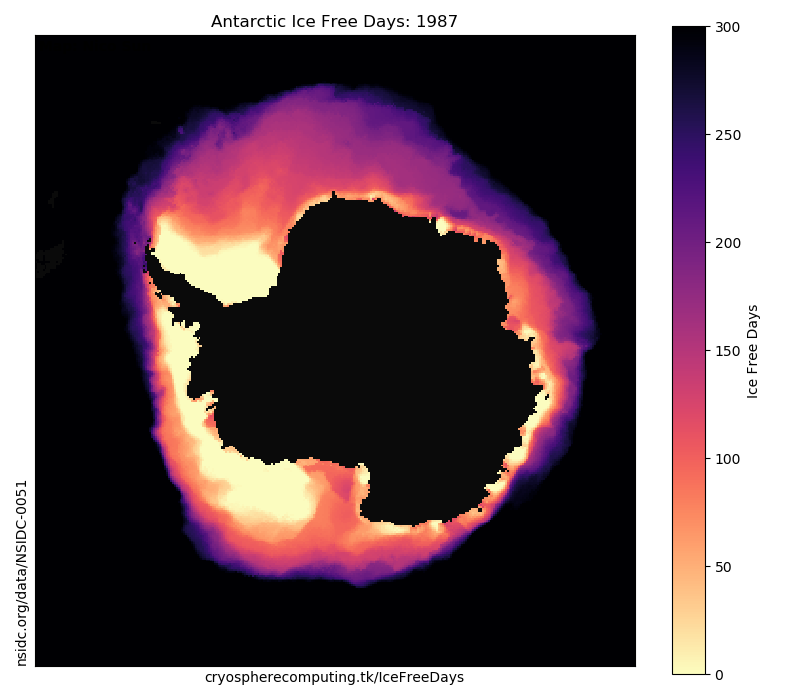 Antarctic Ice Free Days: 1987
300
250
200
150
100
50
0
Ice Free Days
nsidc.org/data/NSIDC-0051
cryospherecomputing.tk/IceFreeDays